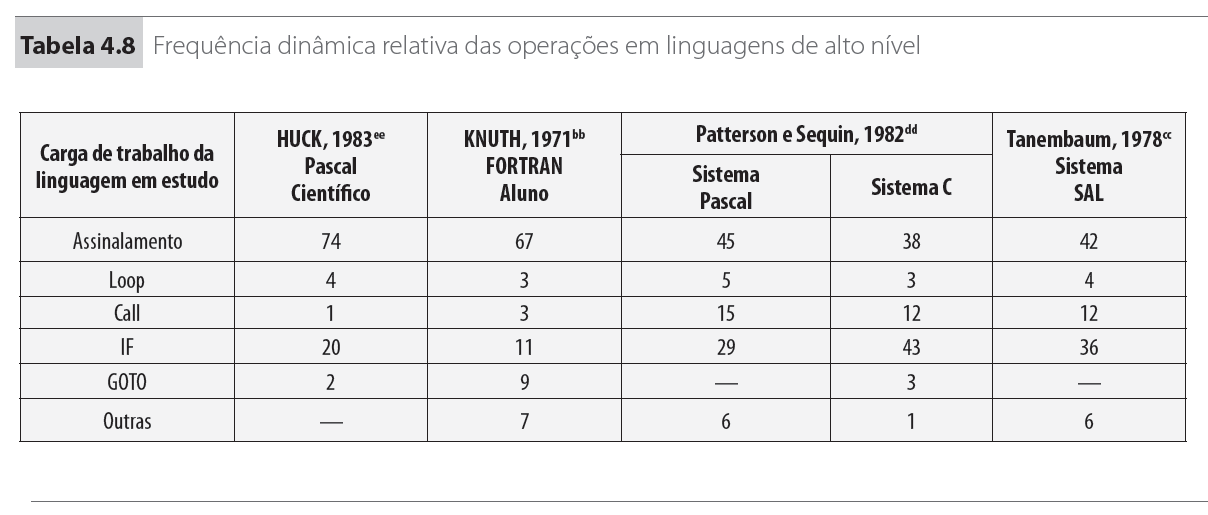 Tabela 4.8 Frequência dinâmica relativa das operações em linguagens de alto nível
Carga de trabalho da
linguagem em estudo
HUCK, 1983ee
Pascal
Científico
KNUTH, 1971bb
FORTRAN
Aluno
Patterson e Sequin, 1982dd
Sistema
Pascal
Sistema C
Tanembaum, 1978cc
Sistema
SAL
Assinalamento 74 67 45 38 42
Loop 4 3 5 3 4
Call 1 3 15 12 12
IF 20 11 29 43 36
GOTO 2 9 — 3 —
Outras — 7 6 1 6